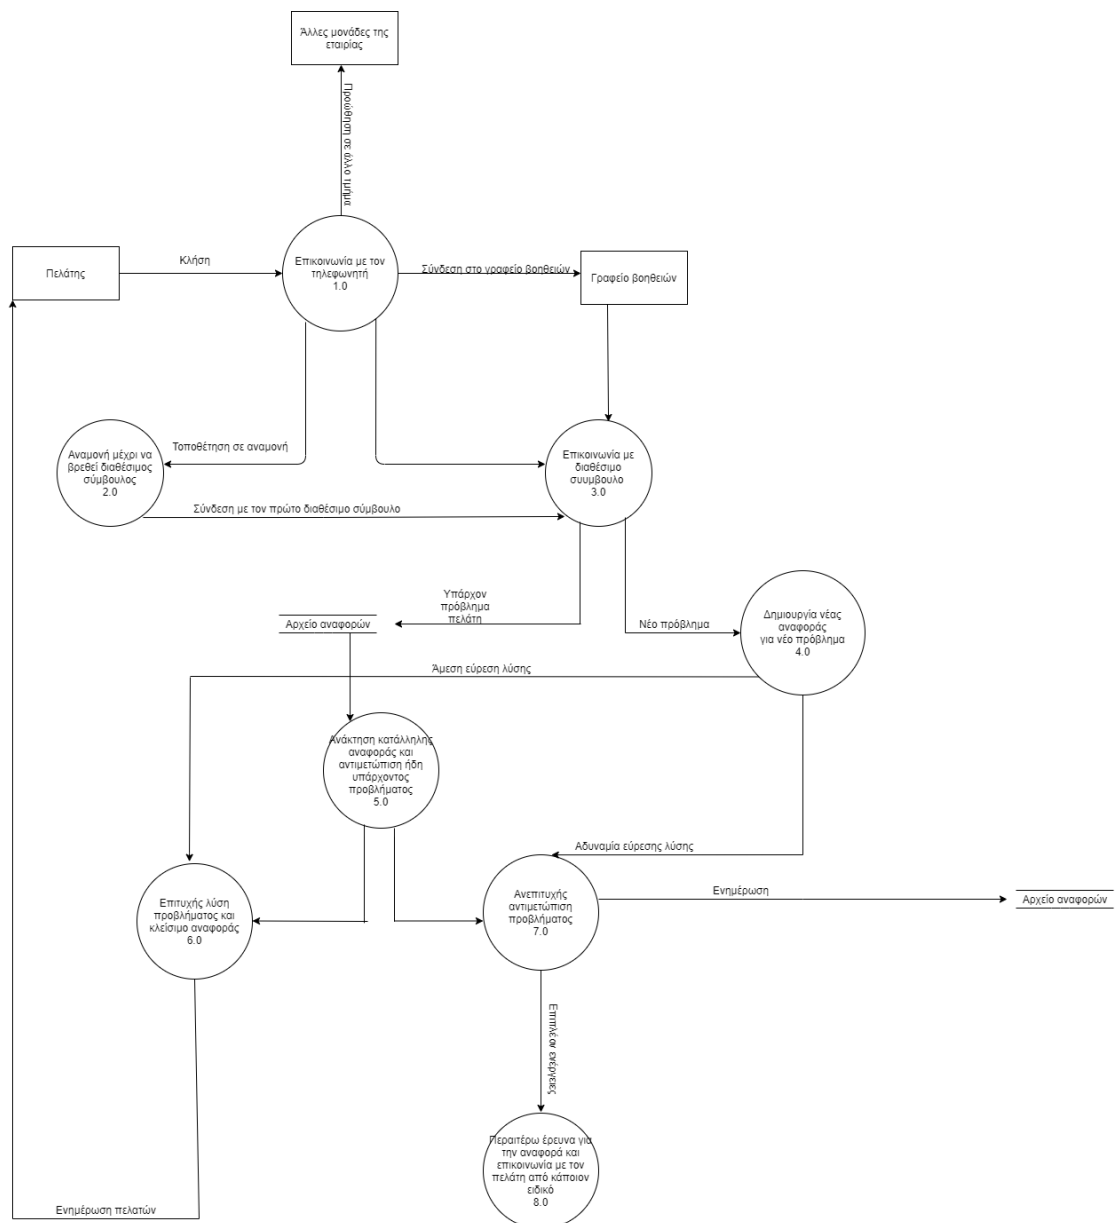 Άλλες μονάδες της
εταιρίας
Προώθηση σε άλλο τμήμα
Πελάτης
Κλήση
Επικοινωνία με τον
τηλεφωνητή
1.0
Σύνδεση στο γραφείο βοηθειών
Γραφείο βοηθειών
Αναμονή μέχρι να
βρεθεί διαθέσιμος
σύμβουλος
2.0
Τοποθέτηση σε αναμονή
Σύνδεση με τον πρώτο διαθέσιμο σύμβουλο
Επικοινωνία με
διαθέσιμο
συυμβουλο
3.0
Υπάρχον
πρόβλημα
πελάτη
Αρχείο αναφορών
Νέο πρόβλημα
Δημιουργία νέας
αναφοράς
για νέο πρόβλημα
4.0
Άμεση εύρεση λύσης
Ανάκτηση κατάλληλης
αναφοράς και
αντιμετώπιση ήδη
υπάρχοντος
προβλήματος
5.0
Αδυναμία εύρεσης λύσης
Επιτυχής λύση
προβλήματος και
κλείσιμο αναφοράς
6.0
Ανεπιτυχής
αντιμετώπιση
προβλήματος
7.0
Ενημέρωση
Αρχείο αναφορών
Επιπλέον ενέργειες
Περαιτέρω έρευνα για
την αναφορά και
επικοινωνία με τον
πελάτη από κάποιον
ειδικό
8.0
Ενημέρωση πελατών